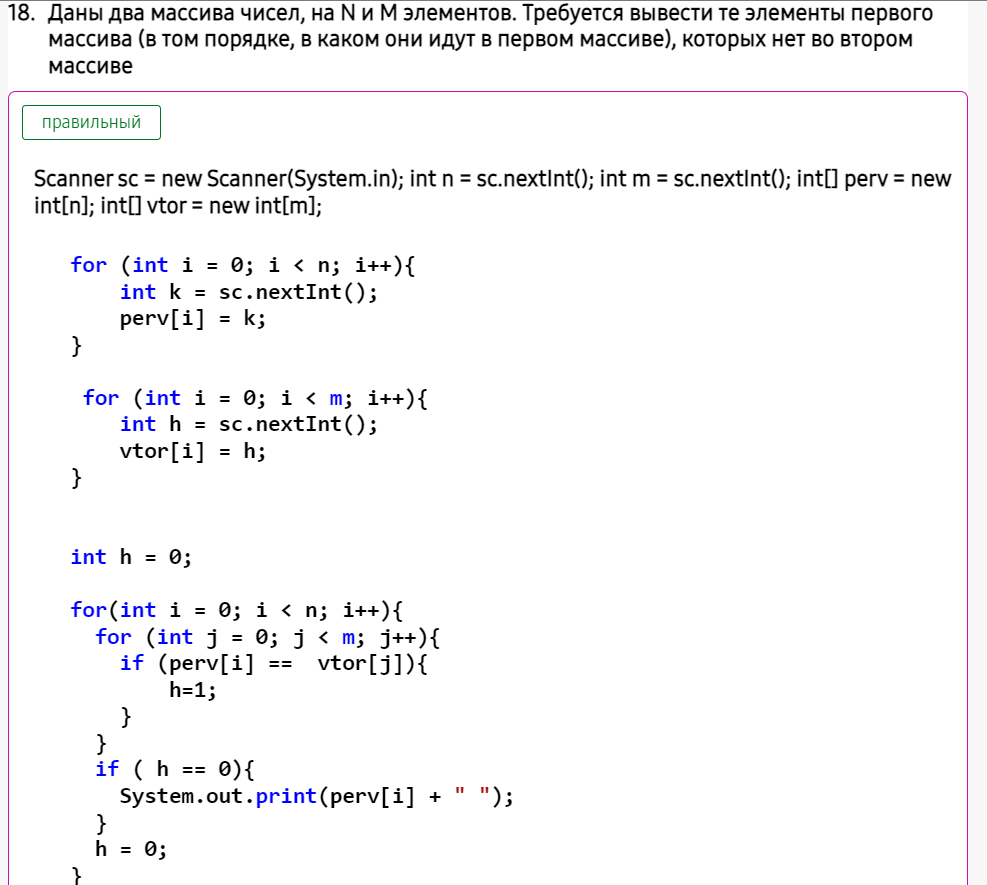 18. Даны два массива чисел, на N и M элементов. Требуется вывести те элементы первого
массива (в том порядке, в каком они идут в первом массиве), которых нет во втором
массиве
правильный
Scanner sc = new Scanner(System.in); int n = sc.nextInt(); int m = sc.nextInt(); int[] perv = new
int[n]; int[] vtor = new int[m];
for (int i = 0; i < n; i++){
int k = sc.nextInt();
perv[i] = k;
}
for (int i = 0; i < m; i++){
int h = sc.nextInt();
vtor[i] = h;
}
int h = 0;
for(int i = 0; i < n; i++){
for (int j = 0; j < m; j++){
if (perv[i] ==  vtor[j]){
h=1;
}
}
if ( h == 0){
System.out.print(perv[i] + " ");
}
h = 0;
}